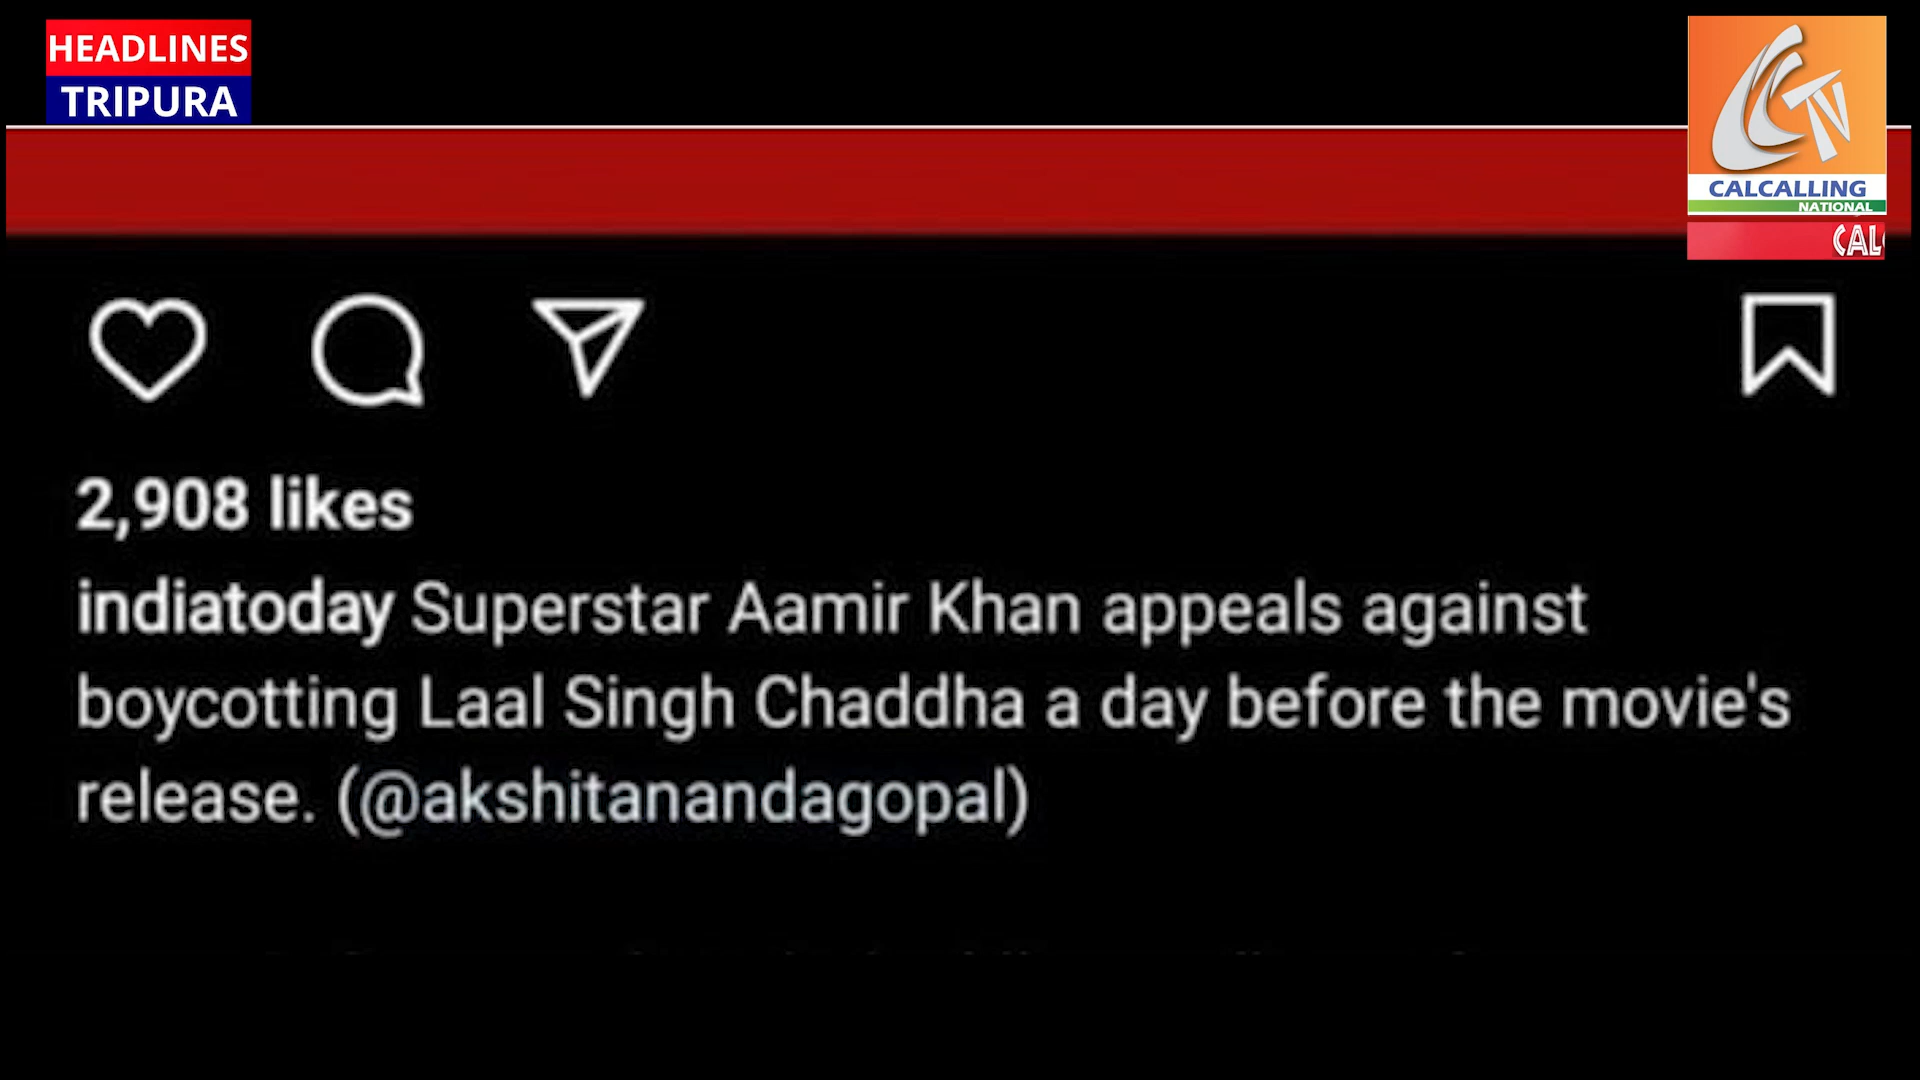 HEADLINES
TRIPURA
CALCALLING
NATIONAL
2,908 likes
indiatoday Superstar Aamir Khan appeals against
boycotting Laal Singh Chaddha a day before the movie's
release. (@akshitanandagopal)